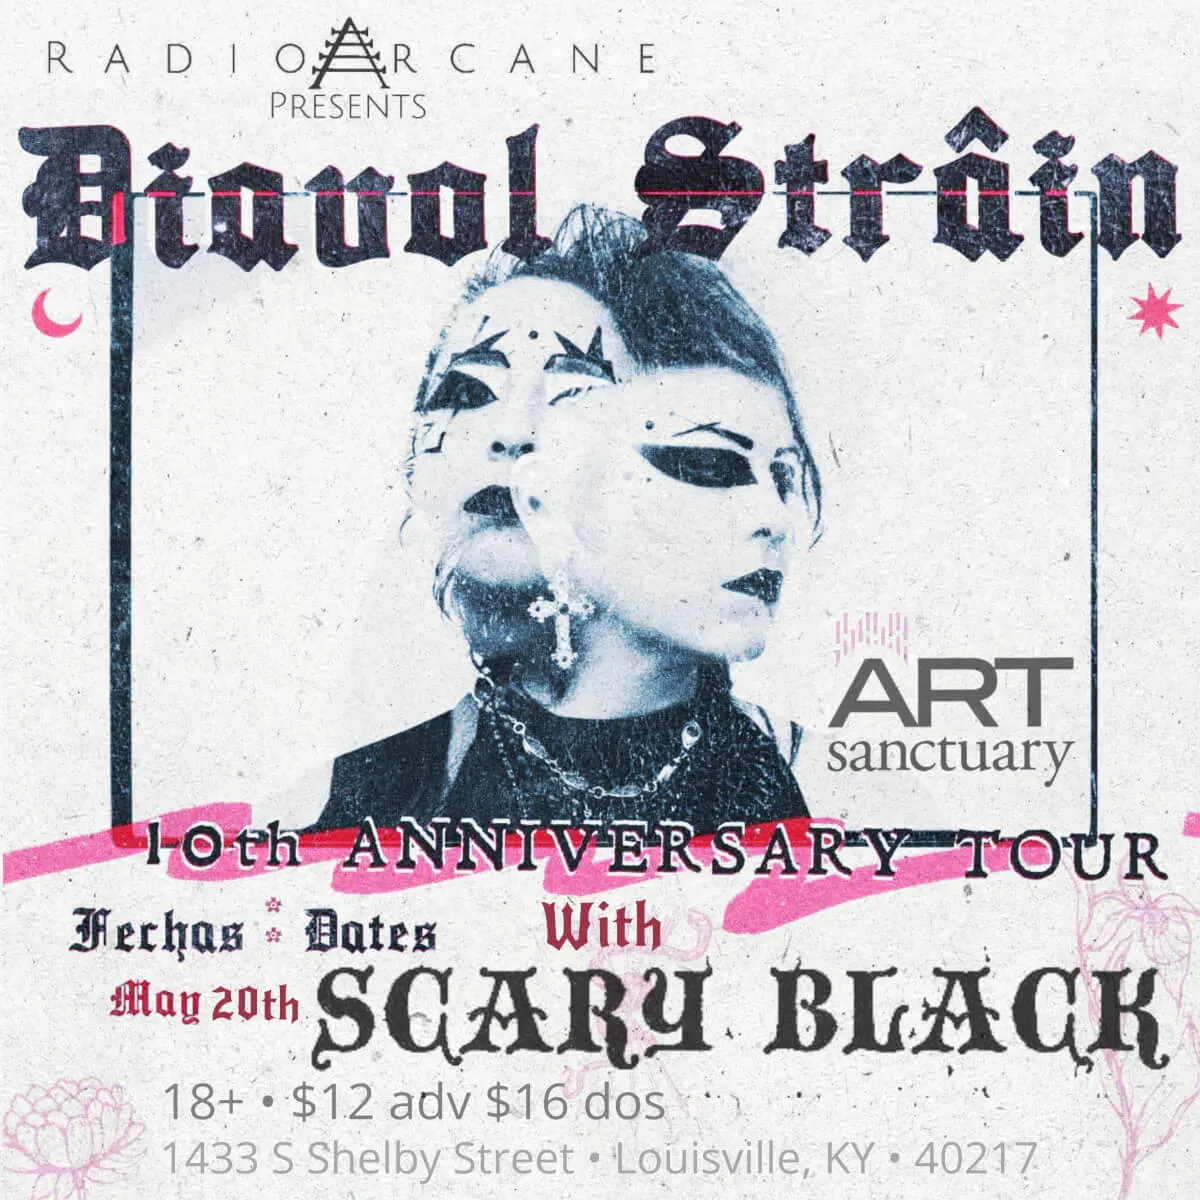 RADIO ARCANE
PRESENTS
Diavol Strâin
ART
sanctuary
10th ANNIVERSARY TOUR
Fechas : Dates
With
May 20th
SCARY BLACK
18+ • $12 adv $16 dos
1433 S Shelby Street • Louisville, KY • 40217